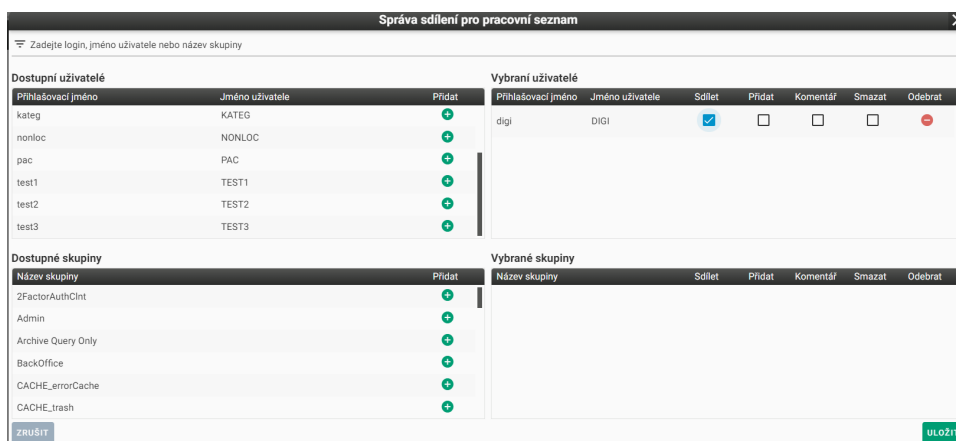 Správa sdílení pro pracovní seznam
Zadejte login, jméno uživatele nebo název skupiny
Dostupní uživatelé
Přihlašovací jméno Jméno uživatele Přidat
kateg KATEG
nonloc NONLOC
pac PAC
test1 TEST1
test2 TEST2
test3 TEST3
Vybraní uživatelé
Přihlašovací jméno Jméno uživatele Sdílet Přidat Komentář Smazat Odebrat
digi DIGI
Dostupné skupiny
Název skupiny Přidat
2FactorAuthClnt
Admin
Archive Query Only
BackOffice
CACHE_errorCache
CACHE_trash
Vybrané skupiny
Název skupiny Sdílet Přidat Komentář Smazat Odebrat
ZRUŠIT
ULOŽIT